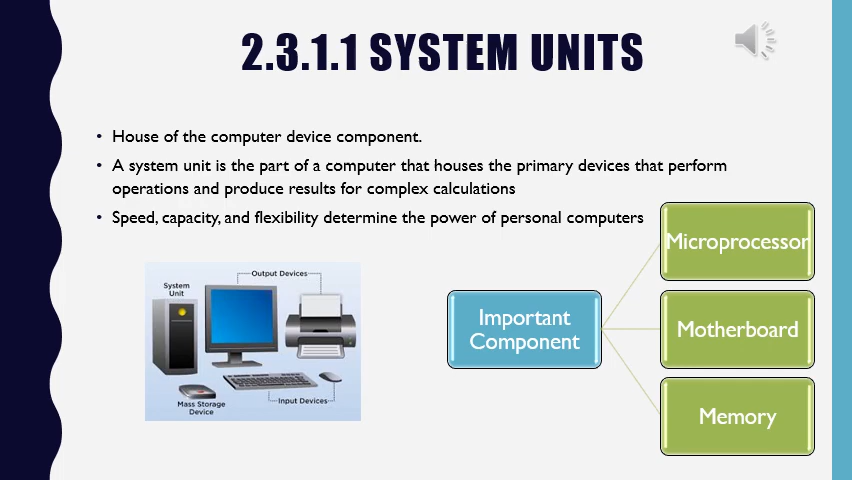 2.3.1.1 SYSTEM UNITS
• House of the computer device component.
• A system unit is the part of a computer that houses the primary devices that perform
operations and produce results for complex calculations
• Speed, capacity, and flexibility determine the power of personal computers
Output Devices
System
Unit
Mass Storage
Device
Input Devices
Important
Component
Microprocessor
Motherboard
Memory